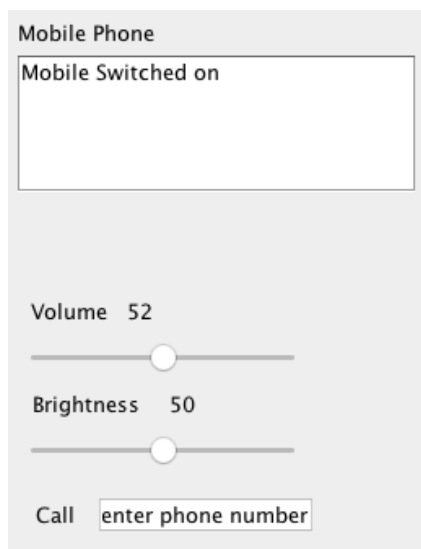 Mobile Phone
Mobile Switched on
Volume 52
Brightness 50
Call enter phone number